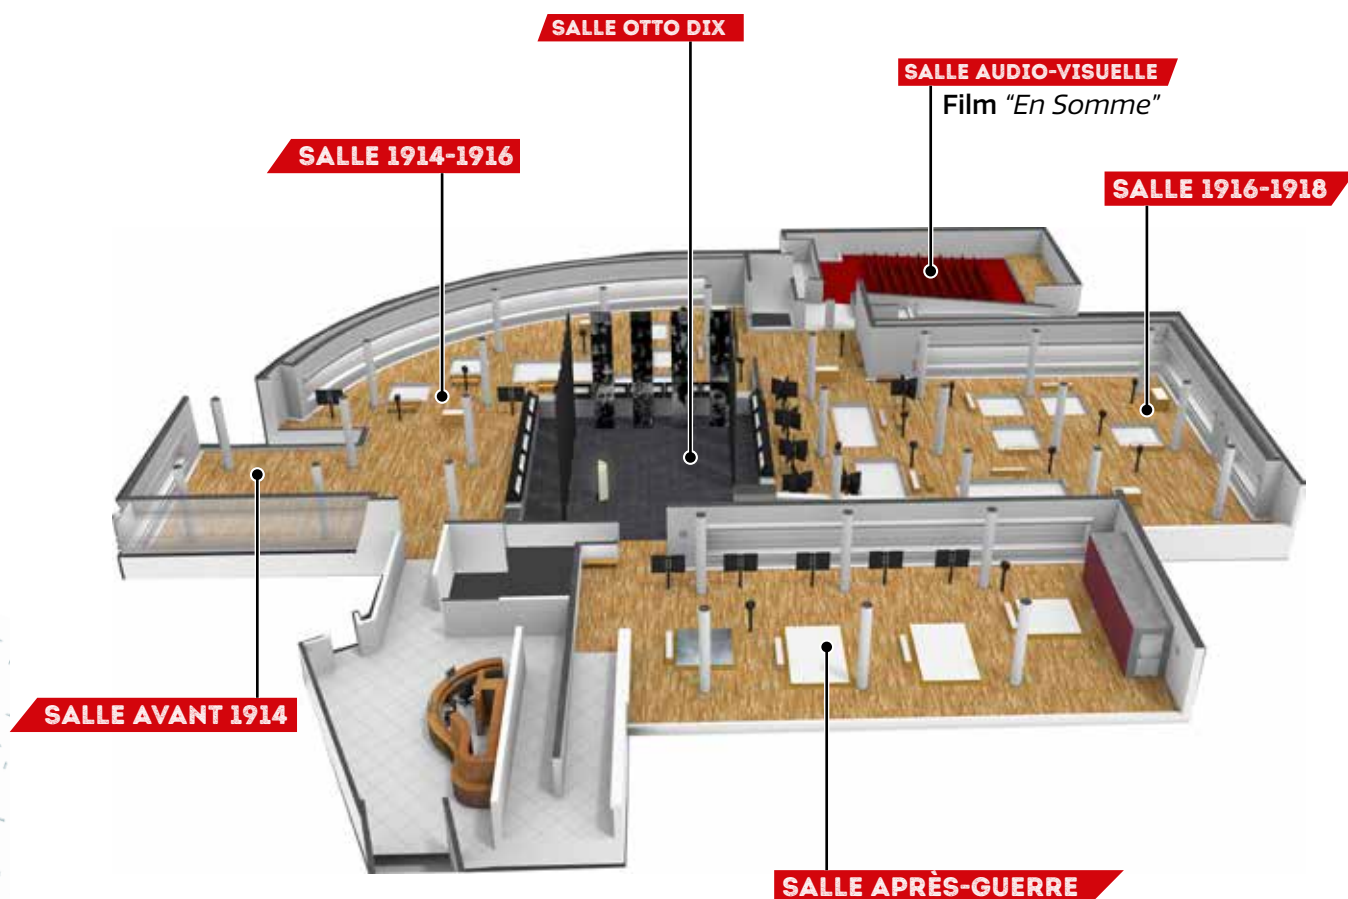 SALLE OTTO DIX
SALLE AUDIO-VISUELLE
Film “En Somme”
SALLE 1914-1916
SALLE 1916-1918
SALLE AVANT 1914
SALLE APRÈS-GUERRE